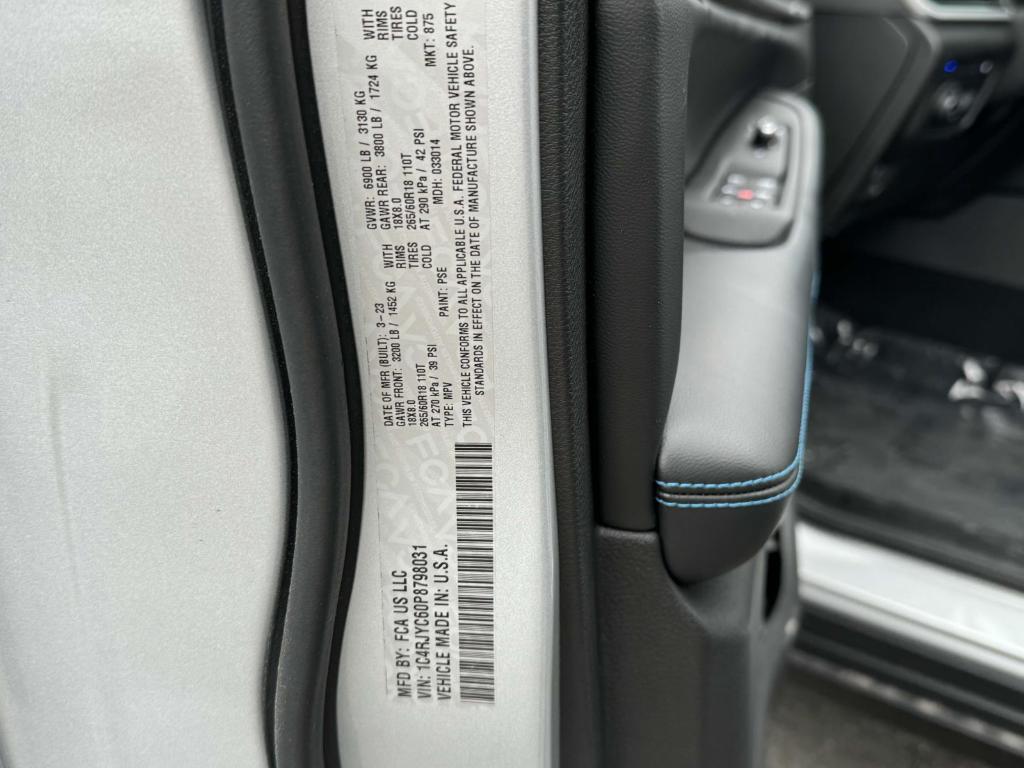 MFD BY: FCA US LLC
VIN: 1C4RJYC60P8798031
VEHICLE MADE IN: U.S.A.
DATE OF MFR (BUILT): 3-23 GVWR: 6900 LB / 3130 KG
GAWR FRONT: 3200 LB / 1452 KG WITH GAWR REAR: 3800 LB / 1724 KG WITH
18X8.0 RIMS 18X8.0 RIMS
265/60R18 110T TIRES 265/60R18 110T TIRES
AT 270 kPa / 39 PSI COLD AT 290 kPa / 42 PSI COLD
TYPE: MPV PAINT: PSE MDH: 033014 MKT: 875
THIS VEHICLE CONFORMS TO ALL APPLICABLE U.S.A. FEDERAL MOTOR VEHICLE SAFETY
STANDARDS IN EFFECT ON THE DATE OF MANUFACTURE SHOWN ABOVE.